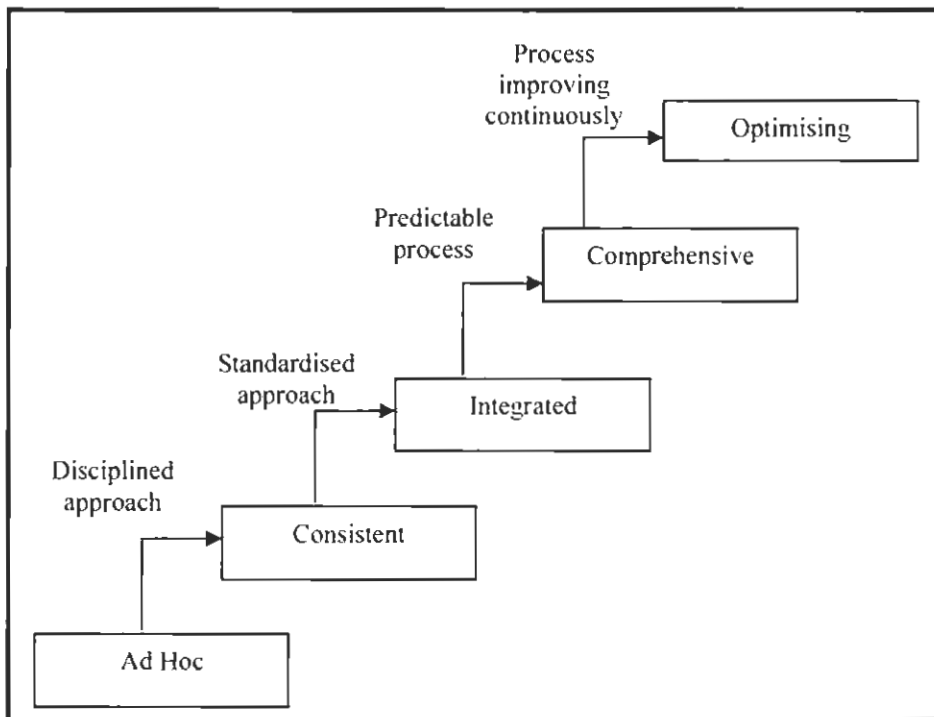 Process
improving
continuously
Optimising
Predictable
process
Comprehensive
Standardised
approach
Integrated
Disciplined
approach
Consistent
Ad Hoc